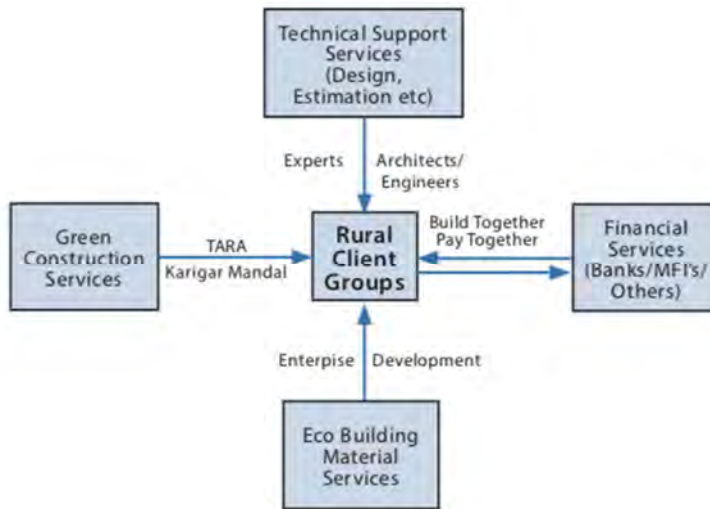 Technical Support
Services
(Design,
Estimation etc)
Experts
Architects/
Engineers
Green
Construction
Services
TARA
Karigar Mandal
Rural
Client
Groups
Build Together
Pay Together
Financial
Services
(Banks/MFI's/
Others)
Enterpise
Development
Eco Building
Material
Services